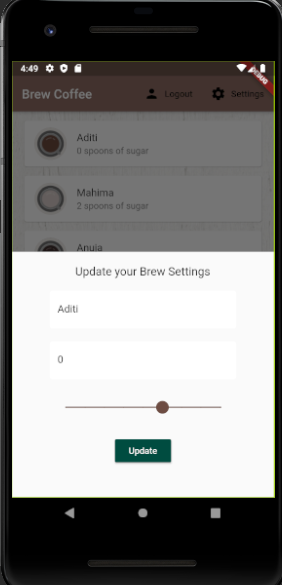 4:49
Brew Coffee Logout Settings
Aditi
0 spoons of sugar
Mahima
2 spoons of sugar
Anuja
Update your Brew Settings
Aditi
0
Update